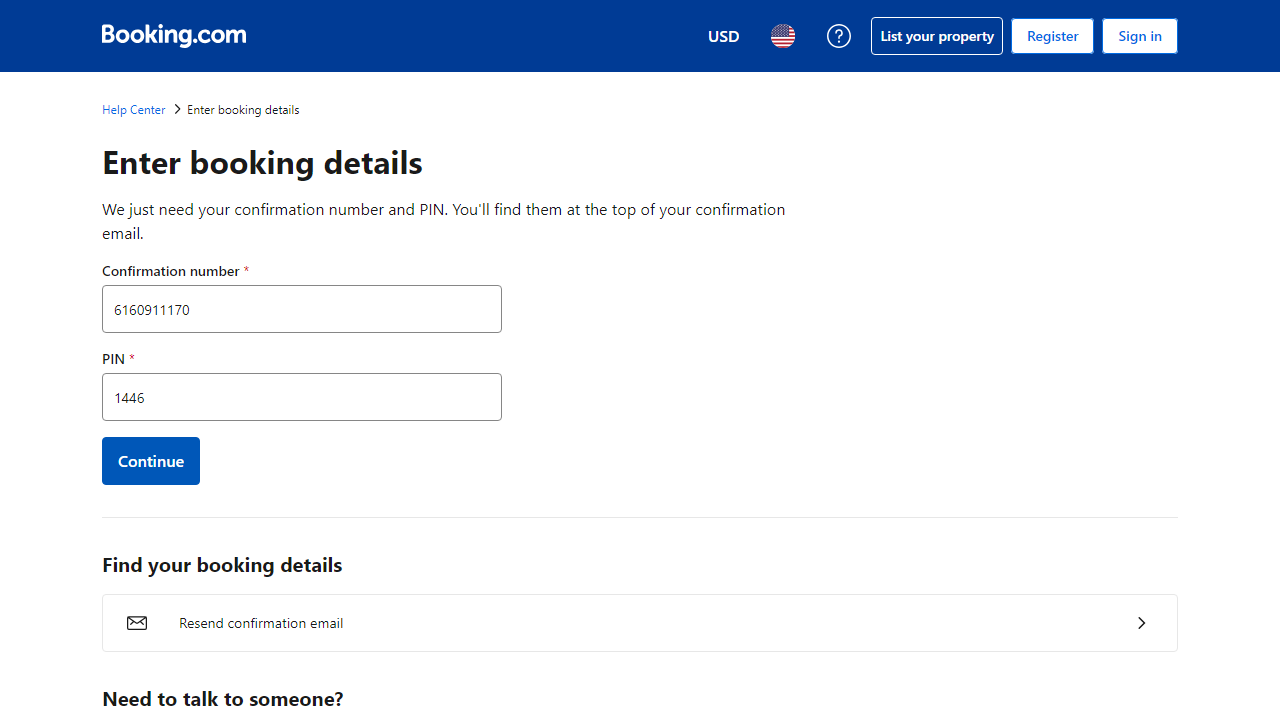 Booking.com
USD
List your property
Register
Sign in
Help Center
Enter booking details
Enter booking details
We just need your confirmation number and PIN. You'll find them at the top of your confirmation
email.
Confirmation number *
6160911170
PIN *
1446
Continue
Find your booking details
Resend confirmation email
Need to talk to someone?